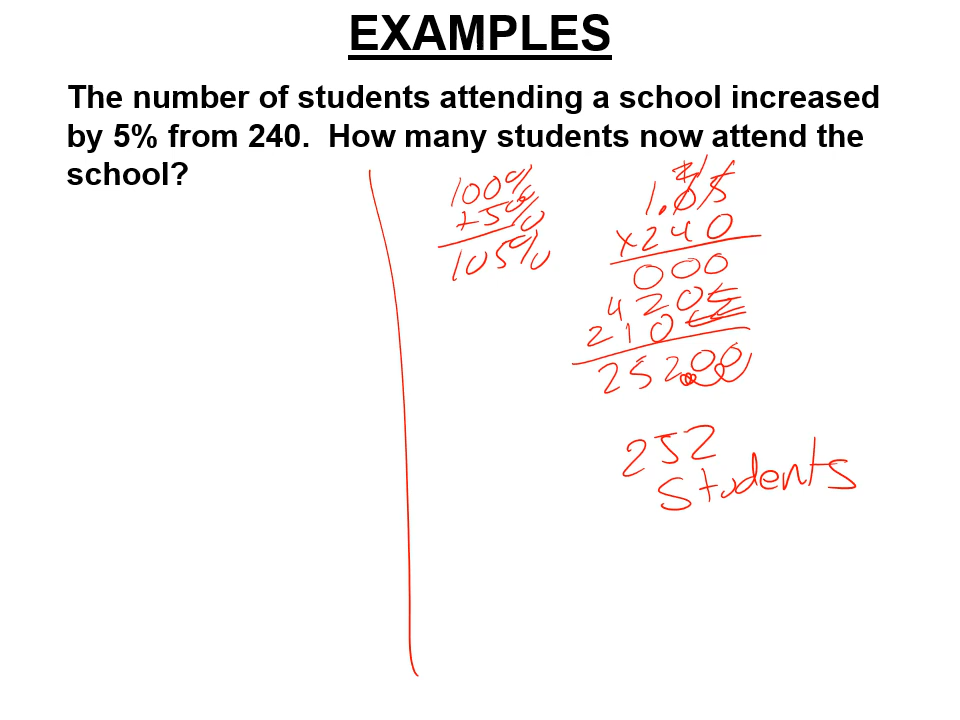 EXAMPLES
The number of students attending a school increased
by 5% from 240. How many students now attend the
school?
100%
+5%
105%
21
1.05
x240
000
420
210
25200
252
students